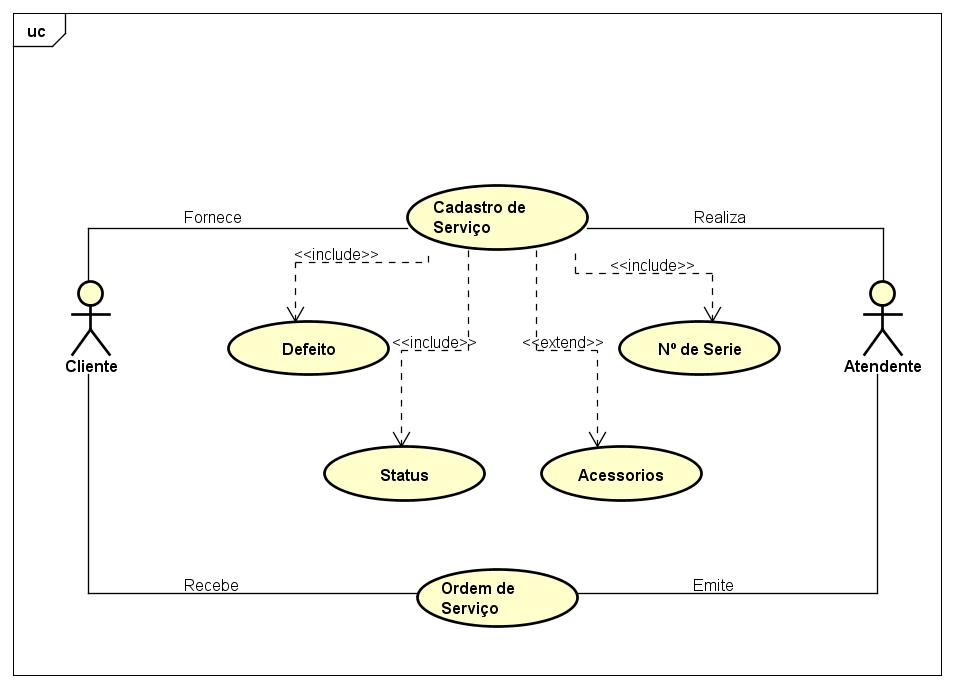 uc
Cadastro de
Serviço
Fornece
Realiza
<<include>>
<<include>>
Defeito
<<include>>
<<extend>>
Nº de Serie
Cliente
Atendente
Status
Acessorios
Recebe
Ordem de
Serviço
Emite